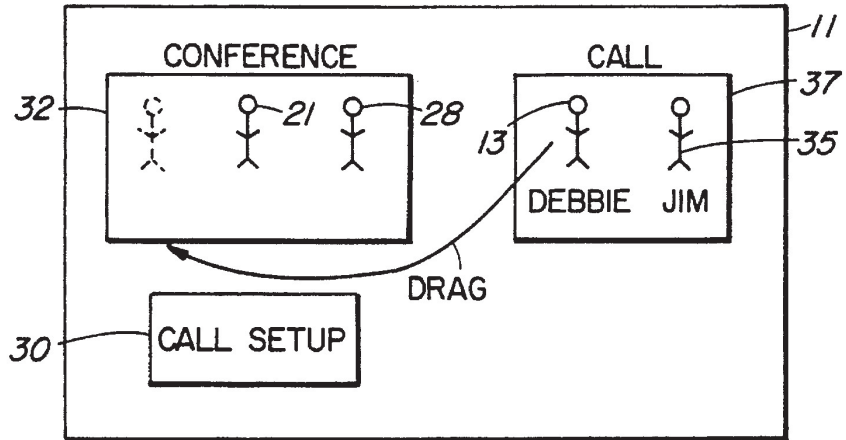 11
CONFERENCE CALL
32 21 28 13 37 35
DEBBIE JIM
DRAG
30 CALL SETUP